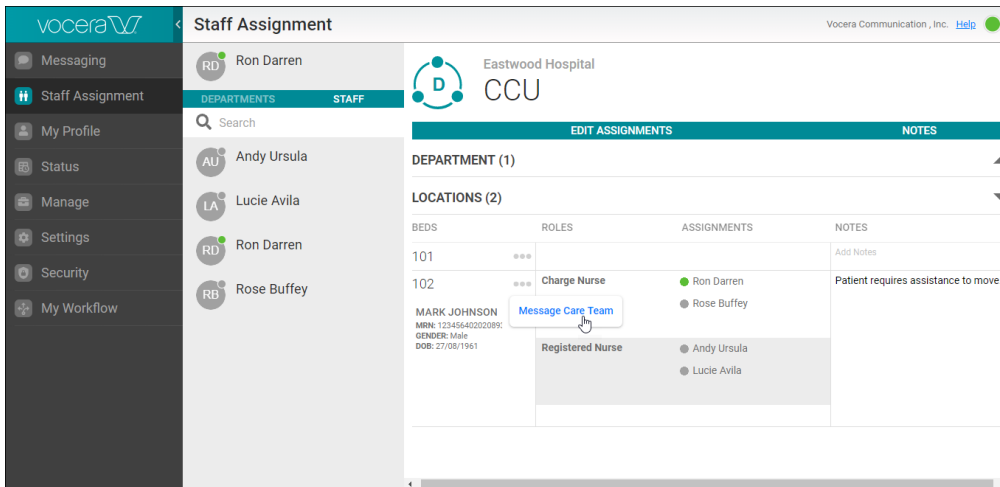 vocera
Staff Assignment
Vocera Communication , Inc. Help
Messaging
Staff Assignment
My Profile
Status
Manage
Settings
Security
My Workflow
RD Ron Darren
DEPARTMENTS STAFF
Search
AU Andy Ursula
LA Lucie Avila
RD Ron Darren
RB Rose Buffey
D
Eastwood Hospital
CCU
EDIT ASSIGNMENTS NOTES
DEPARTMENT (1)
LOCATIONS (2)
BEDS ROLES ASSIGNMENTS NOTES
101 Add Notes
102 Charge Nurse Ron Darren Patient requires assistance to move
Rose Buffey
Message Care Team
MARK JOHNSON
MRN: 12345640202089
GENDER: Male
DOB: 27/08/1961
Registered Nurse Andy Ursula
Lucie Avila